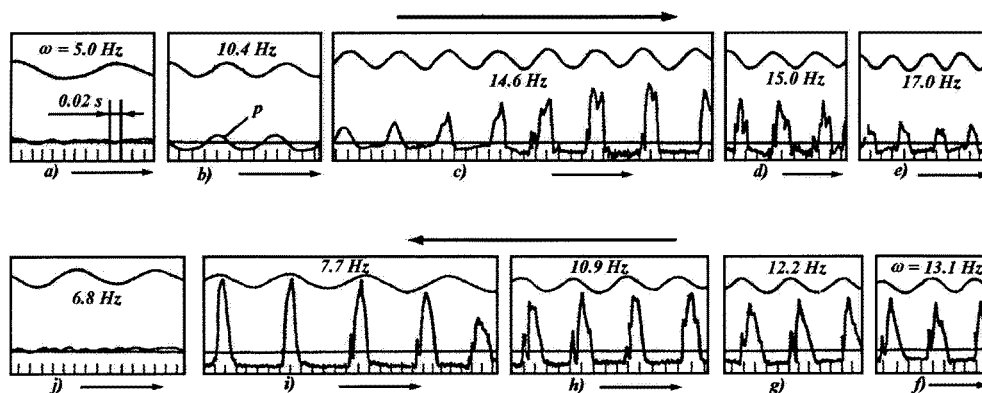 ω = 5.0 Hz
0.02 s
a)
10.4 Hz
p
b)
14.6 Hz
c)
15.0 Hz
d)
17.0 Hz
e)
6.8 Hz
j)
7.7 Hz
i)
10.9 Hz
h)
12.2 Hz
g)
ω = 13.1 Hz
f)